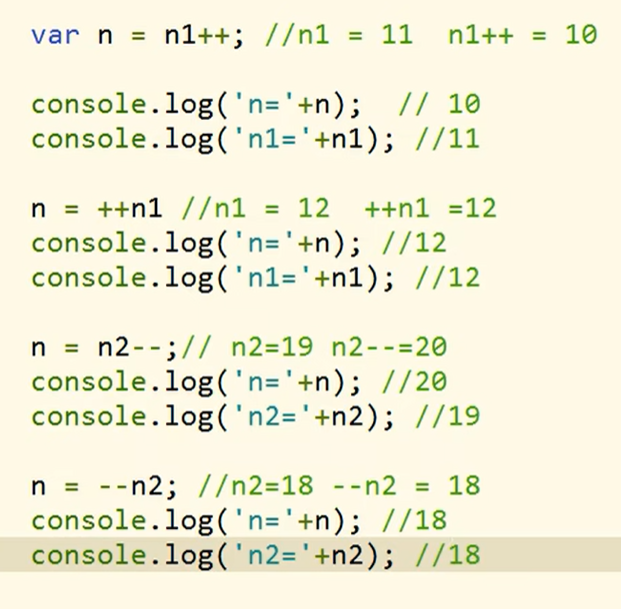 var n = n1++; //n1 = 11  n1++ = 10
console.log('n='+n);  // 10
console.log('n1='+n1); //11
n = ++n1 //n1 = 12  ++n1 =12
console.log('n='+n); //12
console.log('n1='+n1); //12
n = n2--;// n2=19 n2--=20
console.log('n='+n); //20
console.log('n2='+n2); //19
n = --n2; //n2=18 --n2 = 18
console.log('n='+n); //18
console.log('n2='+n2); //18